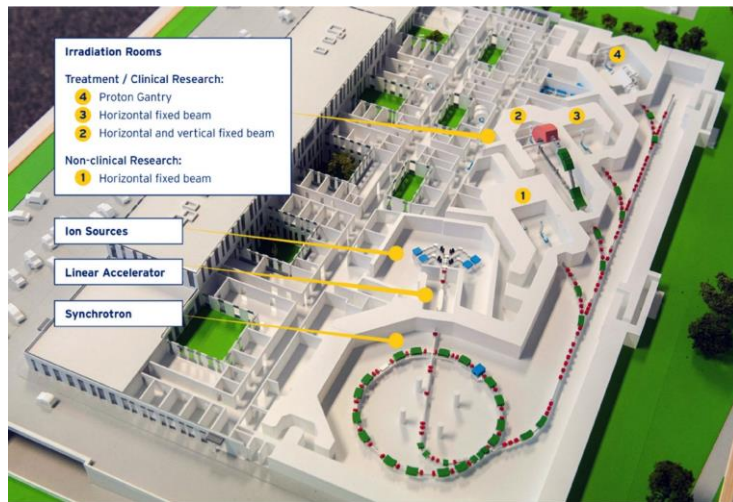 Irradiation Rooms
Treatment / Clinical Research:
4 Proton Gantry
3 Horizontal fixed beam
2 Horizontal and vertical fixed beam
Non-clinical Research:
1 Horizontal fixed beam
Ion Sources
Linear Accelerator
Synchrotron
4
2
3
1